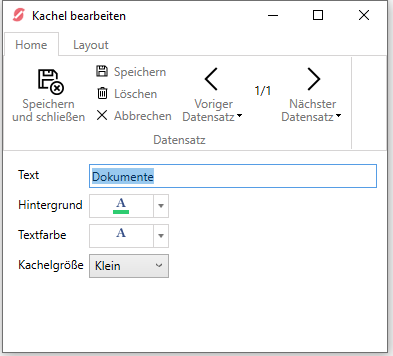 Kachel bearbeiten
Home Layout
Speichern
und schließen
Speichern
Löschen
Abbrechen
Voriger
Datensatz
1/1
Nächster
Datensatz
Datensatz
Text Dokumente
Hintergrund A
Textfarbe A
Kachelgröße Klein